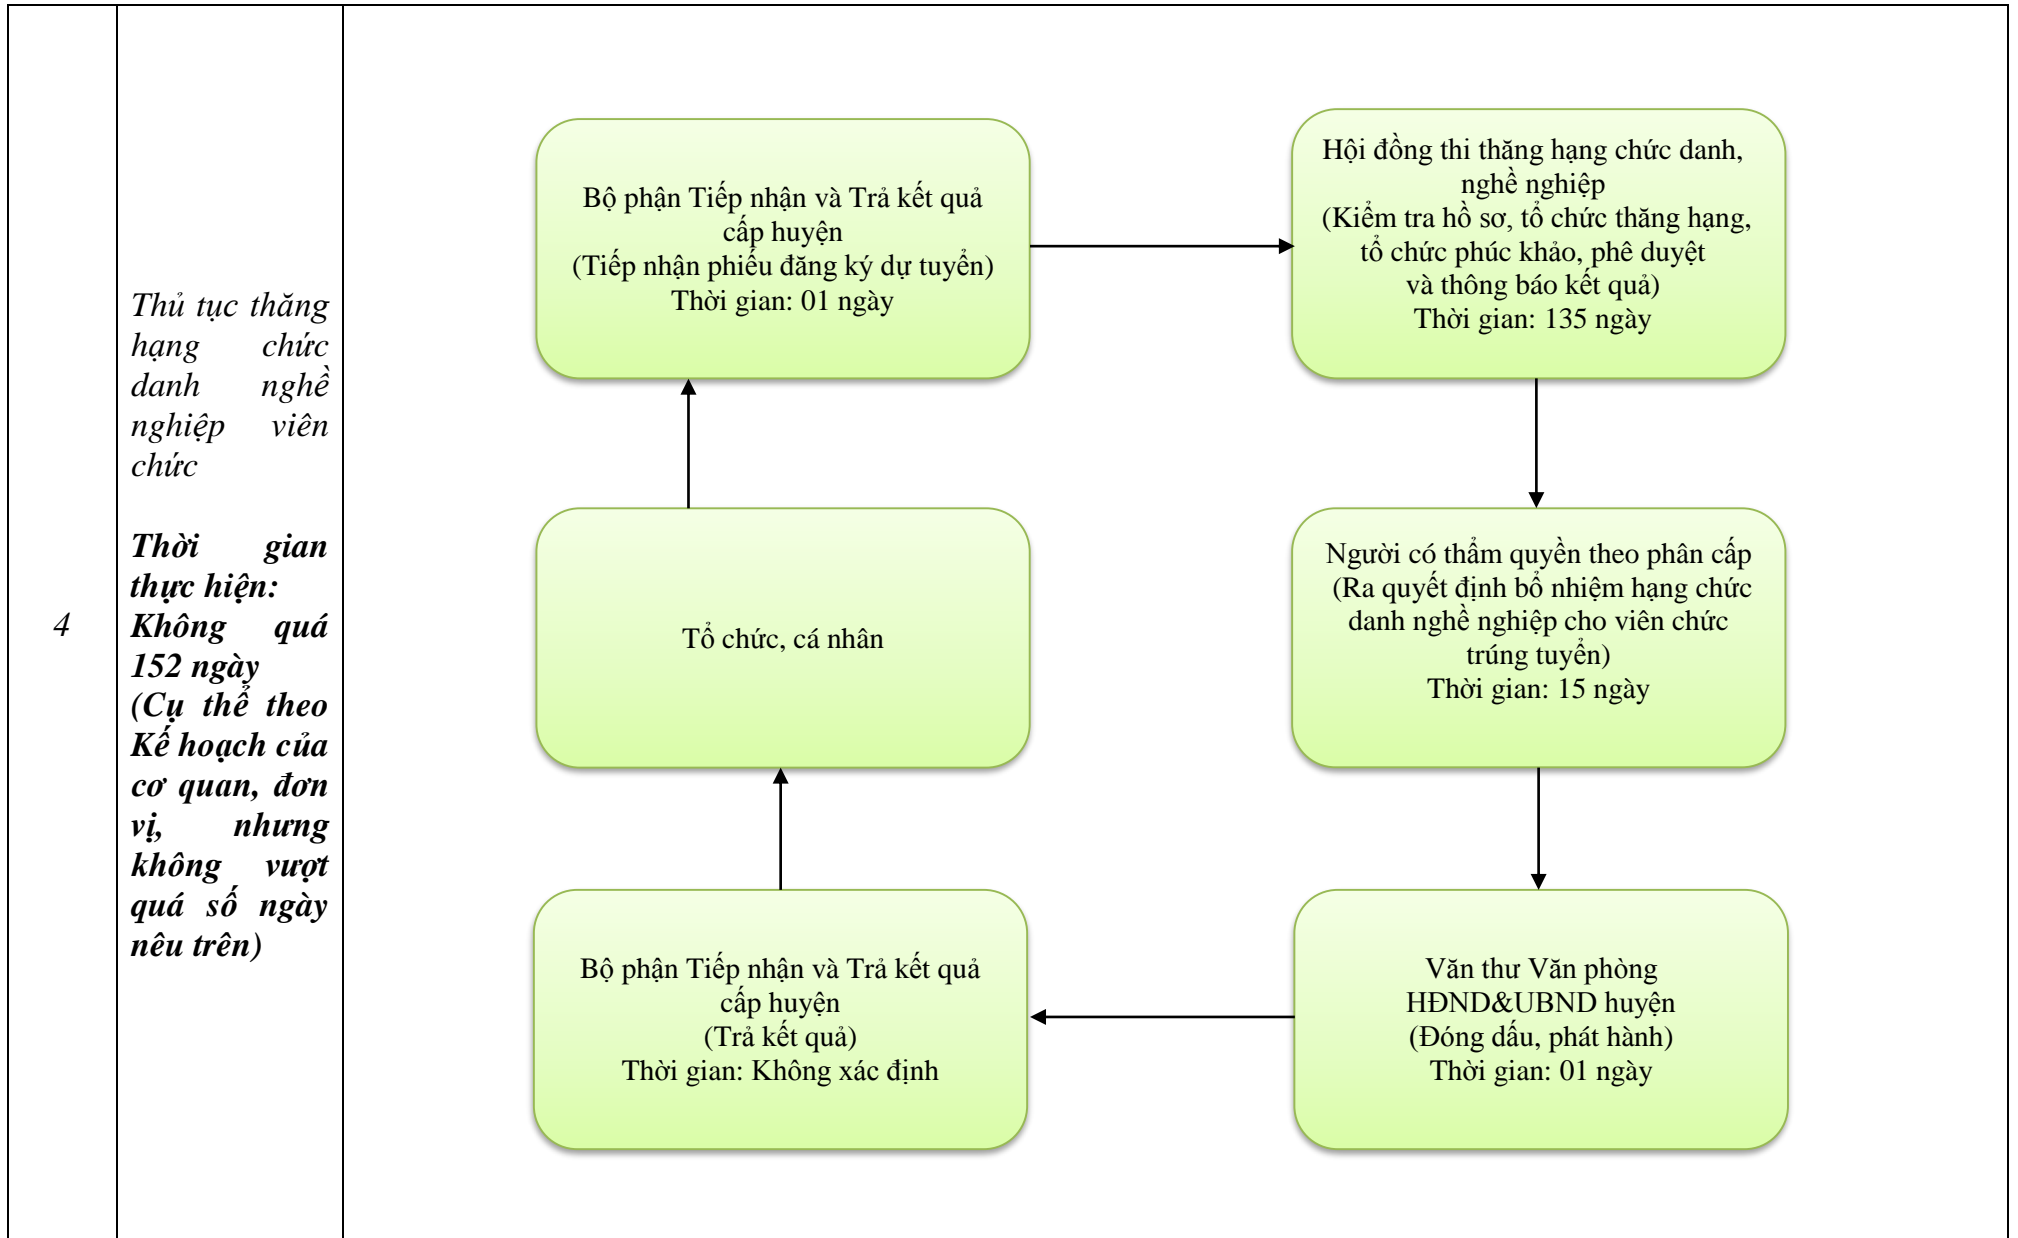 4
Thủ tục thăng
hạng chức
danh nghề
nghiệp viên
chức
Thời gian
thực hiện:
Không quá
152 ngày
(Cụ thể theo
Kế hoạch của
cơ quan, đơn
vị, nhưng
không vượt
quá số ngày
nêu trên)
Bộ phận Tiếp nhận và Trả kết quả
cấp huyện
(Tiếp nhận phiếu đăng ký dự tuyển)
Thời gian: 01 ngày
Hội đồng thi thăng hạng chức danh,
nghề nghiệp
(Kiểm tra hồ sơ, tổ chức thăng hạng,
tổ chức phúc khảo, phê duyệt
và thông báo kết quả)
Thời gian: 135 ngày
Tổ chức, cá nhân
Người có thẩm quyền theo phân cấp
(Ra quyết định bổ nhiệm hạng chức
danh nghề nghiệp cho viên chức
trúng tuyển)
Thời gian: 15 ngày
Bộ phận Tiếp nhận và Trả kết quả
cấp huyện
(Trả kết quả)
Thời gian: Không xác định
Văn thư Văn phòng
HĐND&UBND huyện
(Đóng dấu, phát hành)
Thời gian: 01 ngày